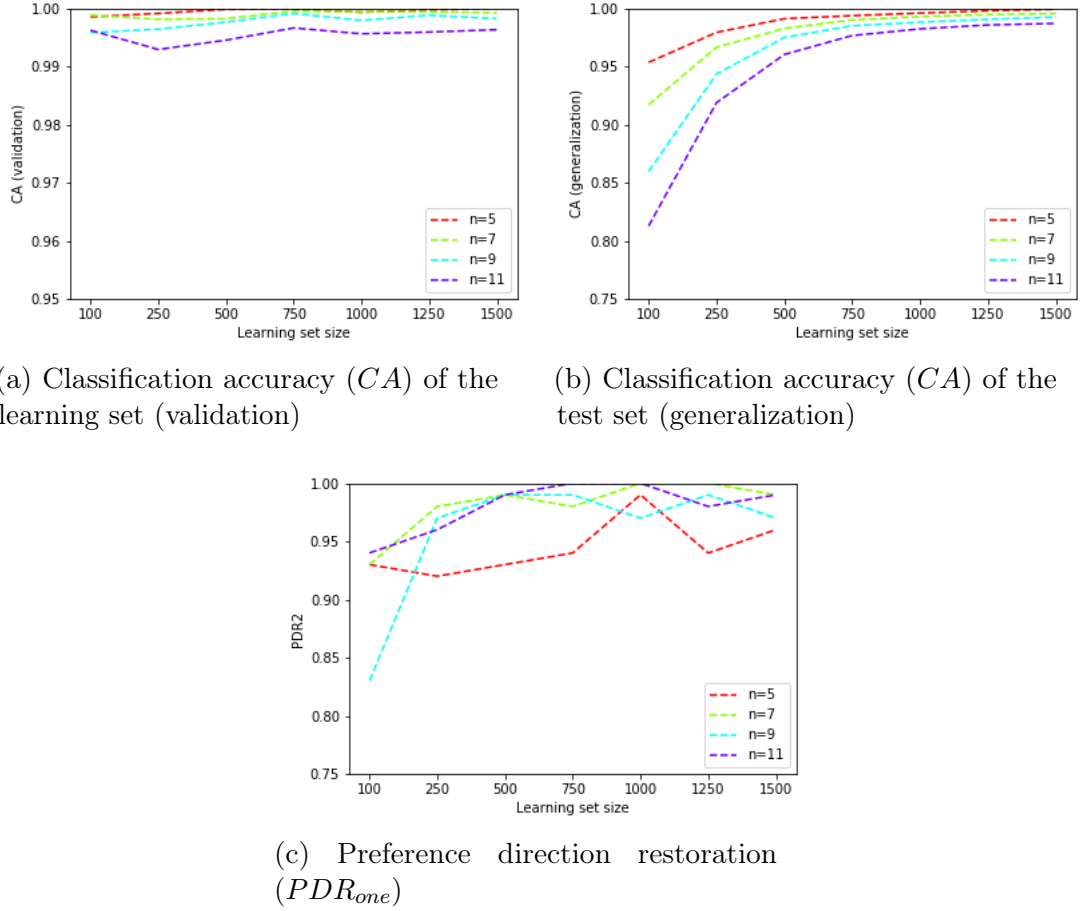 1.00
0.99
0.98
0.97
0.96
0.95
CA (validation)
100 250 500 750 1000 1250 1500
Learning set size
n=5
n=7
n=9
n=11
1.00
0.95
0.90
0.85
0.80
0.75
CA (generalization)
100 250 500 750 1000 1250 1500
Learning set size
n=5
n=7
n=9
n=11
(a) Classification accuracy (CA) of the
learning set (validation)
(b) Classification accuracy (CA) of the
test set (generalization)
1.00
0.95
0.90
0.85
0.80
0.75
PDR2
100 250 500 750 1000 1250 1500
Learning set size
n=5
n=7
n=9
n=11
(c) Preference direction restoration
(PDR_one)